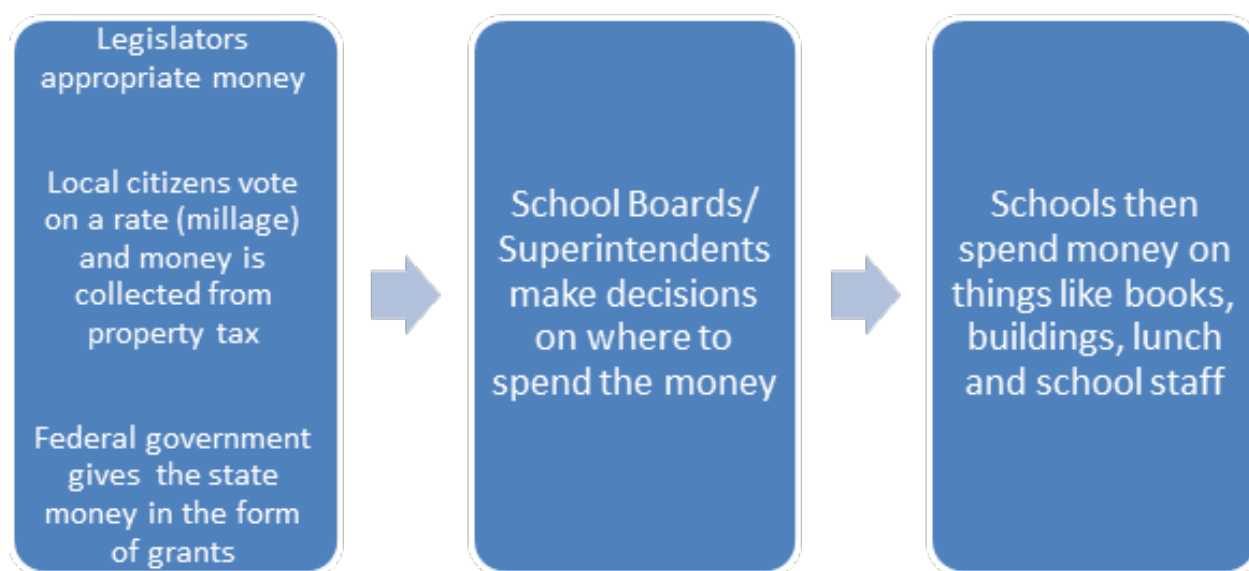 Legislators
appropriate money
Local citizens vote
on a rate (millage)
and money is
collected from
property tax
Federal government
gives the state
money in the form
of grants
School Boards/
Superintendents
make decisions
on where to
spend the money
Schools then
spend money on
things like books,
buildings, lunch
and school staff